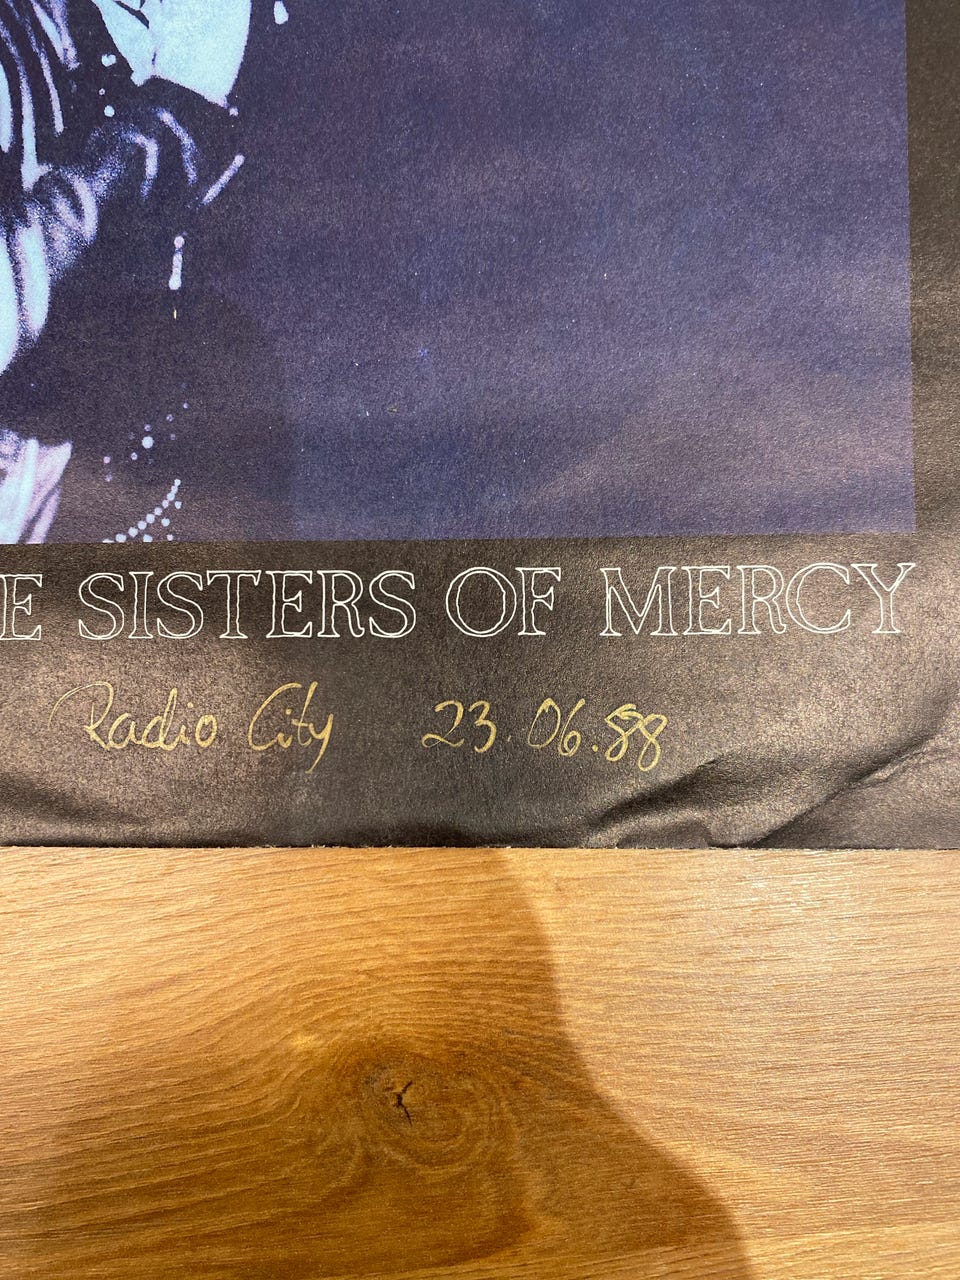 E SISTERS OF MERCY
Radio City 23.06.88